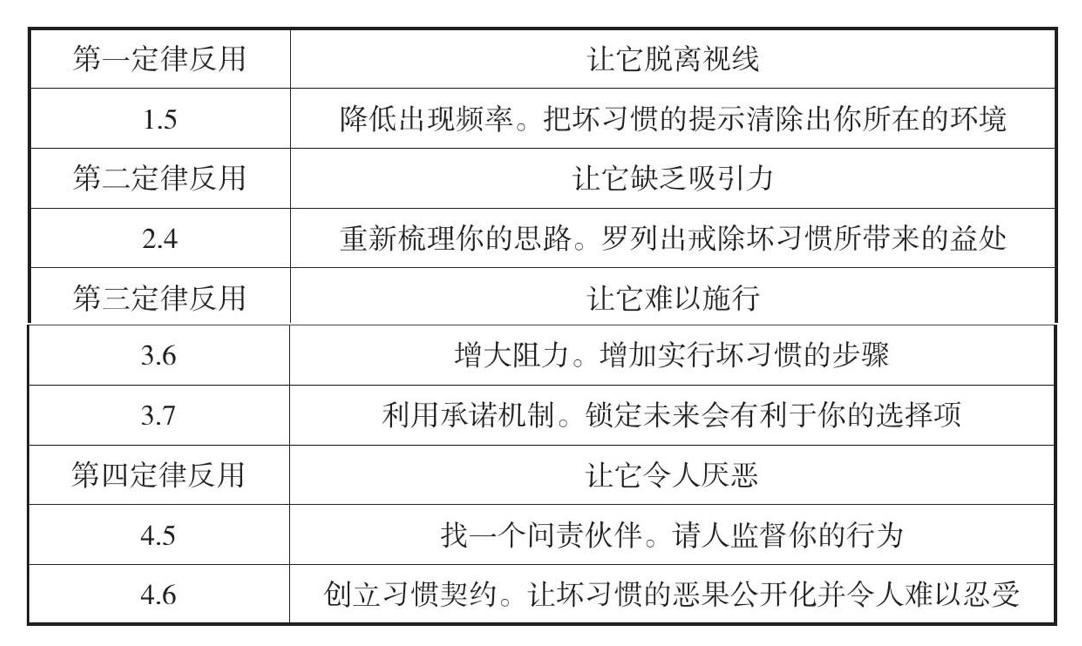 第一定律反用 让它脱离视线
1.5 降低出现频率。把坏习惯的提示清除出你所在的环境
第二定律反用 让它缺乏吸引力
2.4 重新梳理你的思路。罗列出戒除坏习惯所带来的益处
第三定律反用 让它难以施行
3.6 增大阻力。增加实行坏习惯的步骤
3.7 利用承诺机制。锁定未来会有利于你的选择项
第四定律反用 让它令人厌恶
4.5 找一个问责伙伴。请人监督你的行为
4.6 创立习惯契约。让坏习惯的恶果公开化并令人难以忍受